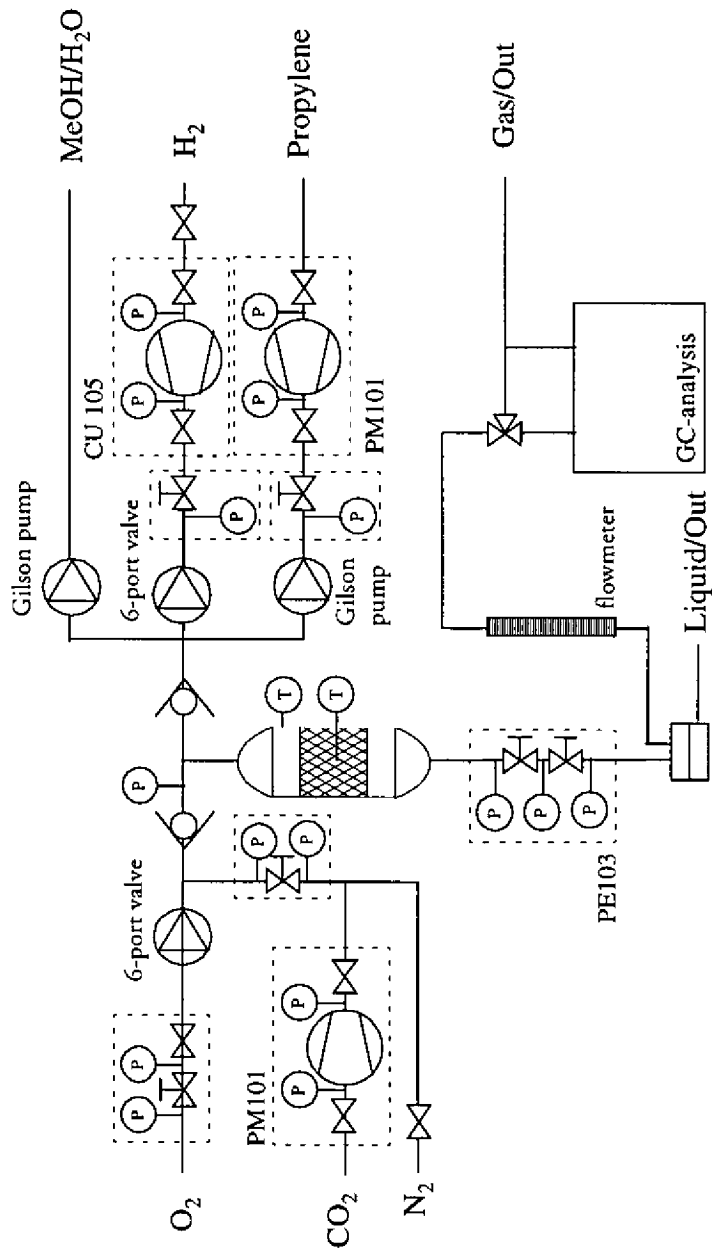 MeOH/H₂O
Gilson pump
H₂
CU 105
P
P
6-port valve
P
Propylene
PM101
P
P
P
Gilson
pump
P
T
T
6-port valve
P
P
O₂
P
P
PM101
P
P
CO₂
N₂
P
P
P
PE103
Gas/Out
GC-analysis
flowmeter
Liquid/Out